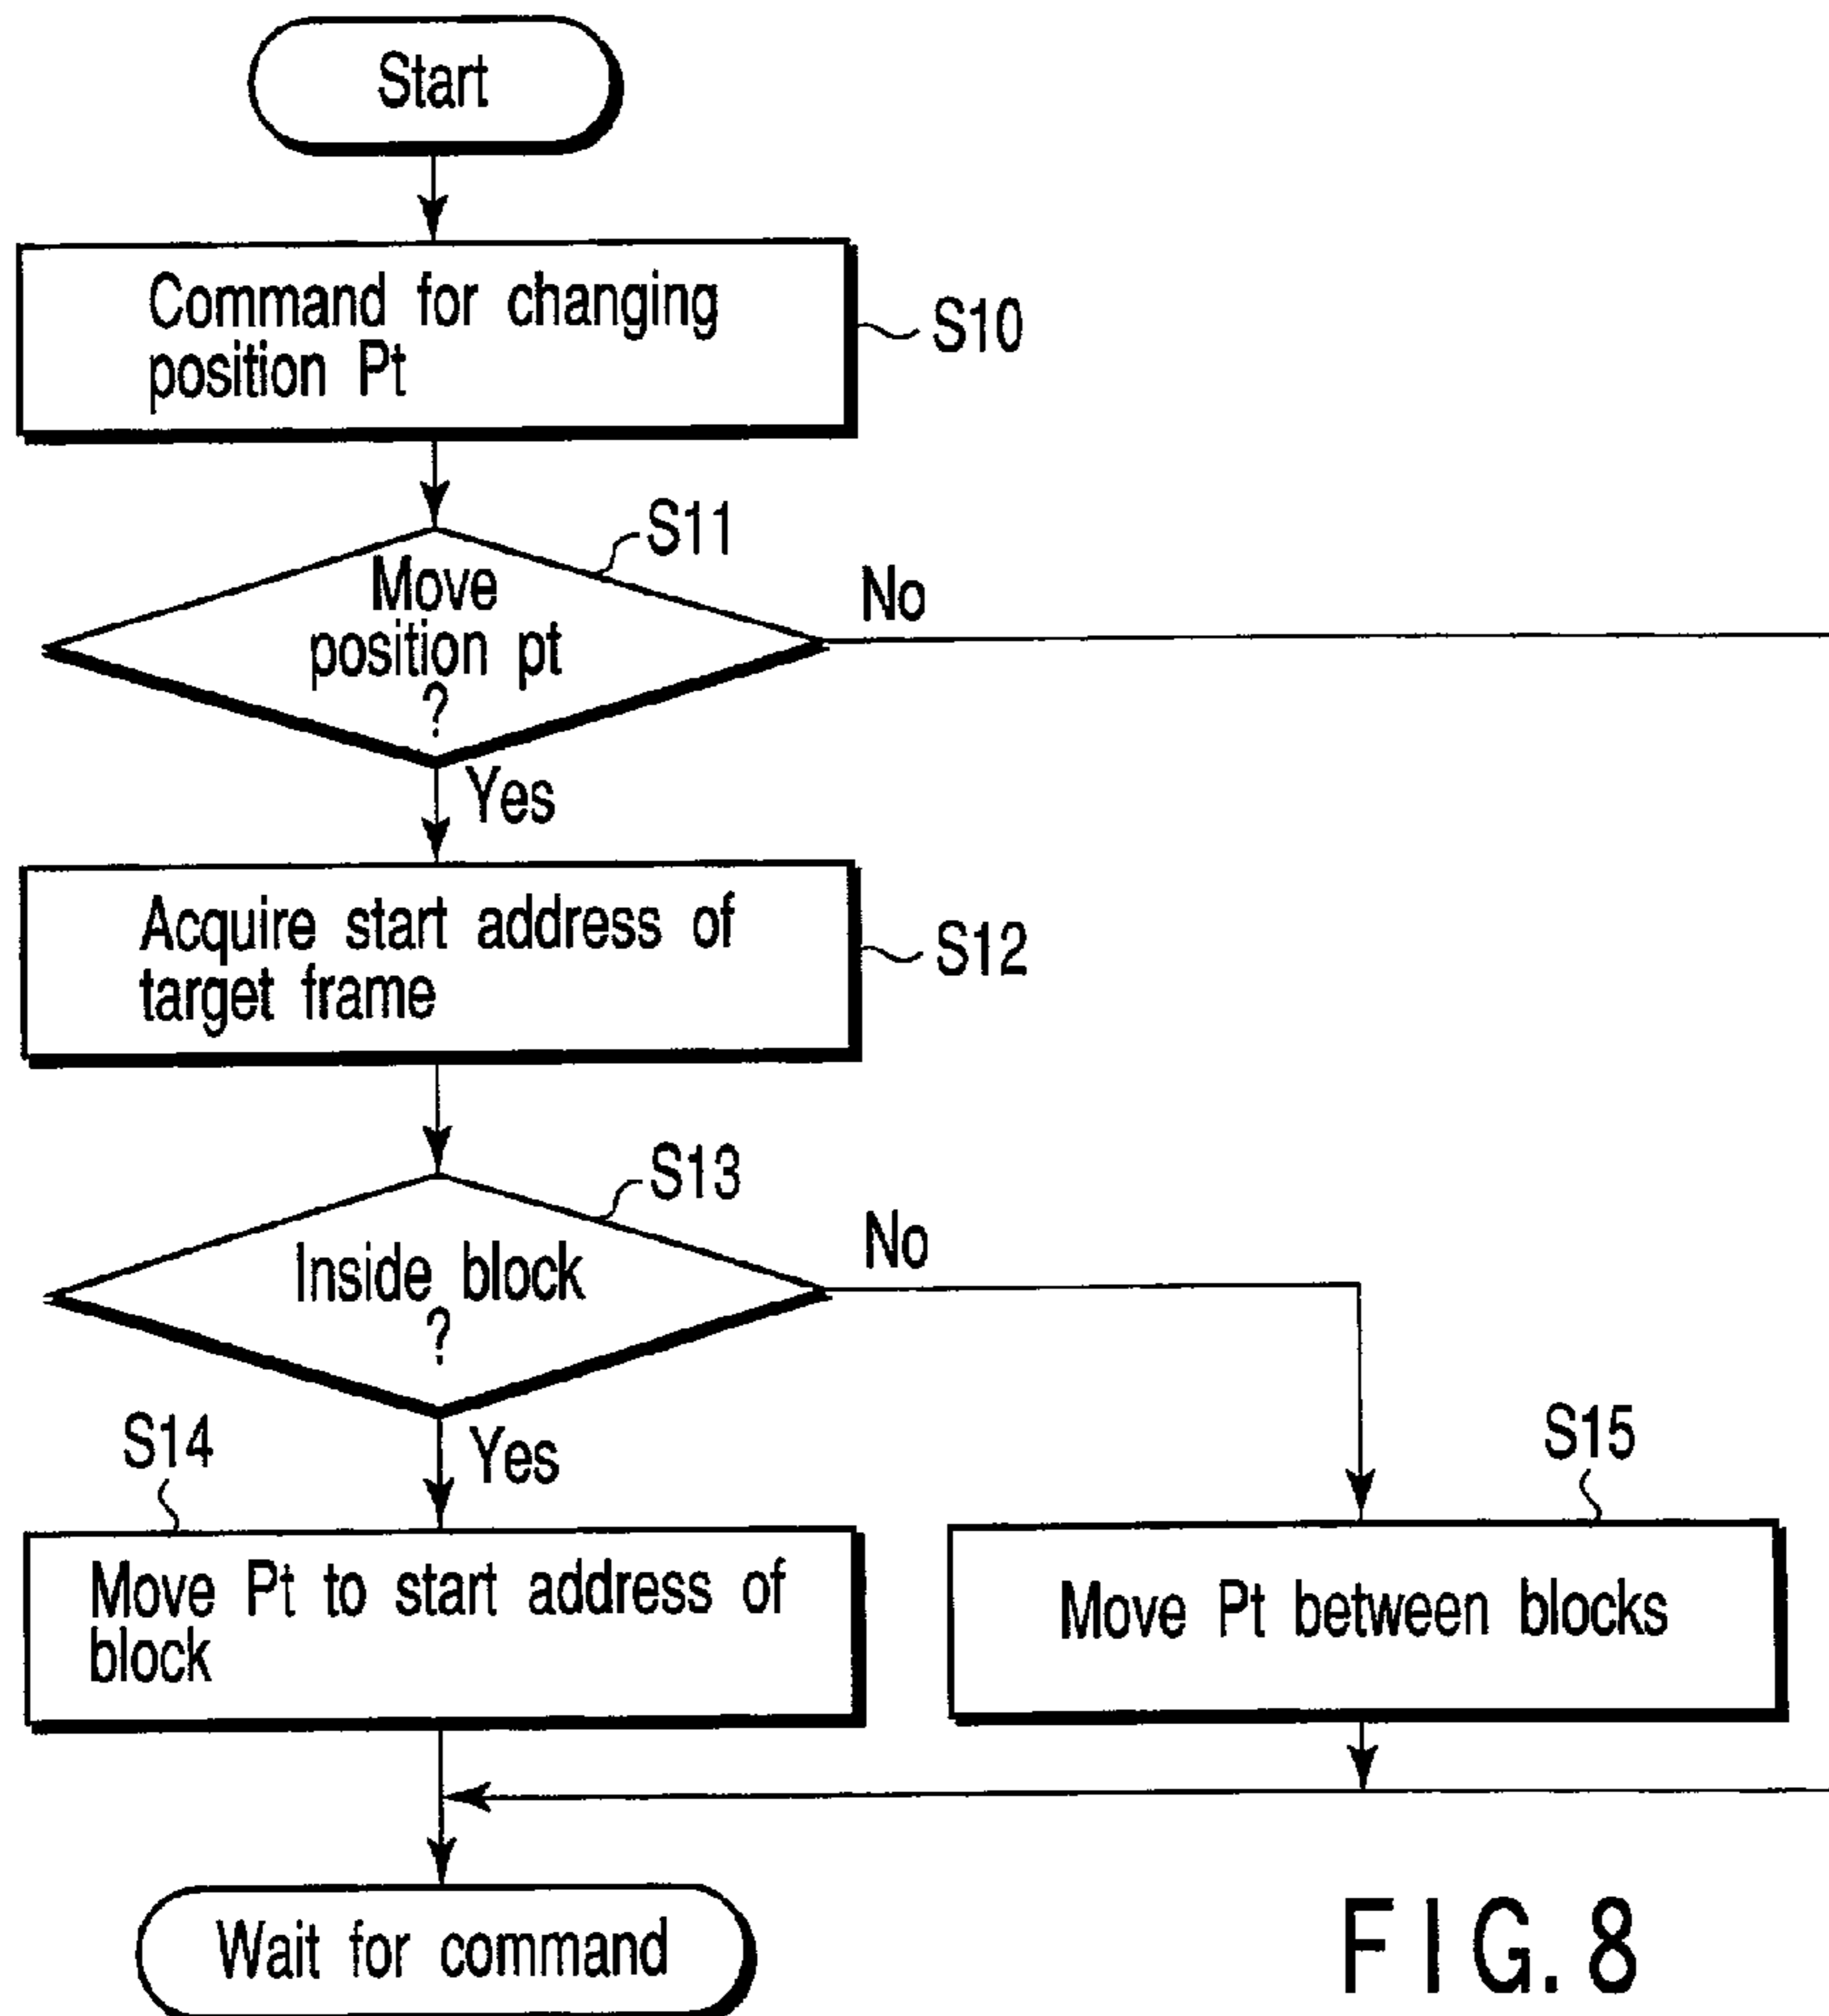 Start
Command for changing
position Pt
S10
S11
Move
position pt
?
No
Yes
Acquire start address of
target frame
S12
S13
Inside block
?
No
Yes
S14
Move Pt to start address of
block
S15
Move Pt between blocks
Wait for command
FIG. 8